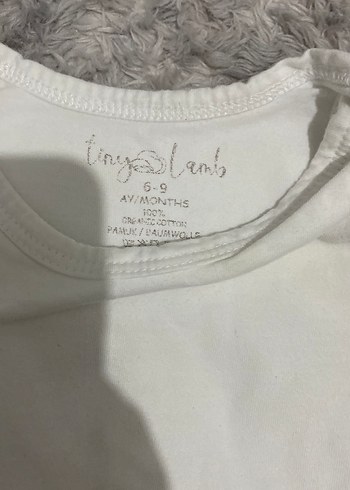 tiny lamb
6-9
AY/MONTHS
100%
ORGANIC COTTON
PAMUK / BAUMWOLLE